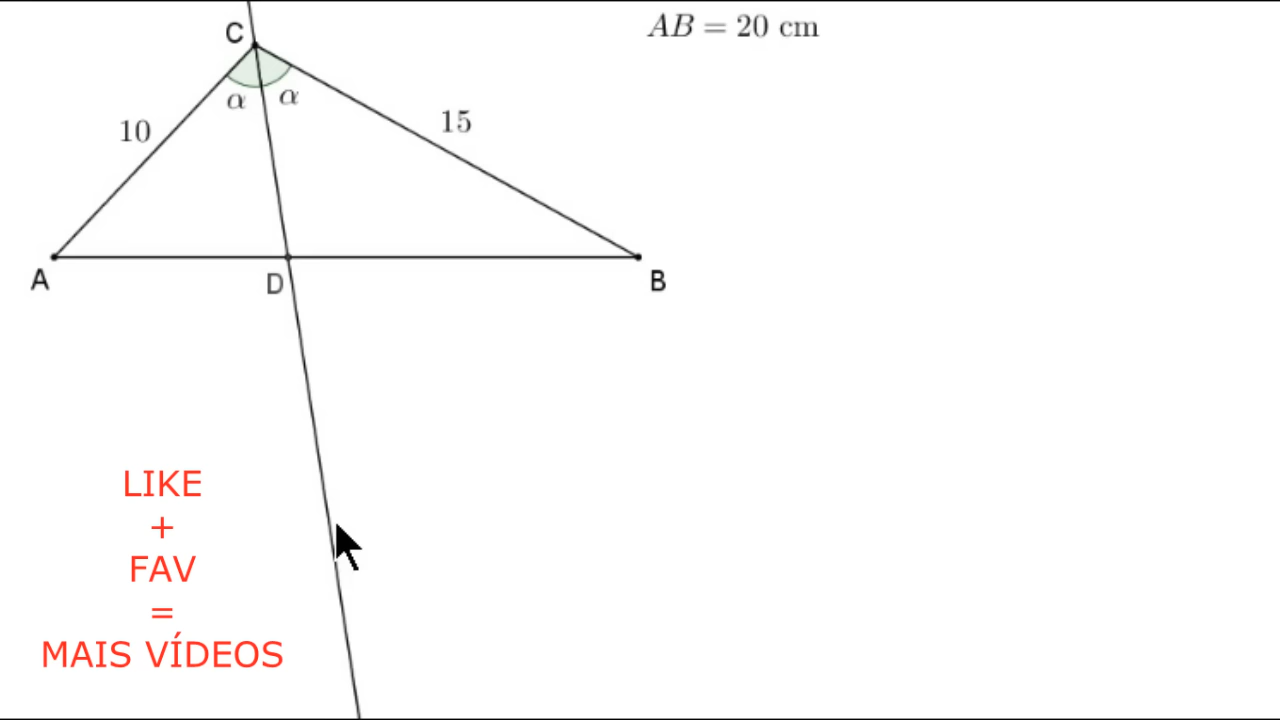 C
AB = 20 cm
α α
10
15
A
D
B
LIKE
+
FAV
=
MAIS VÍDEOS